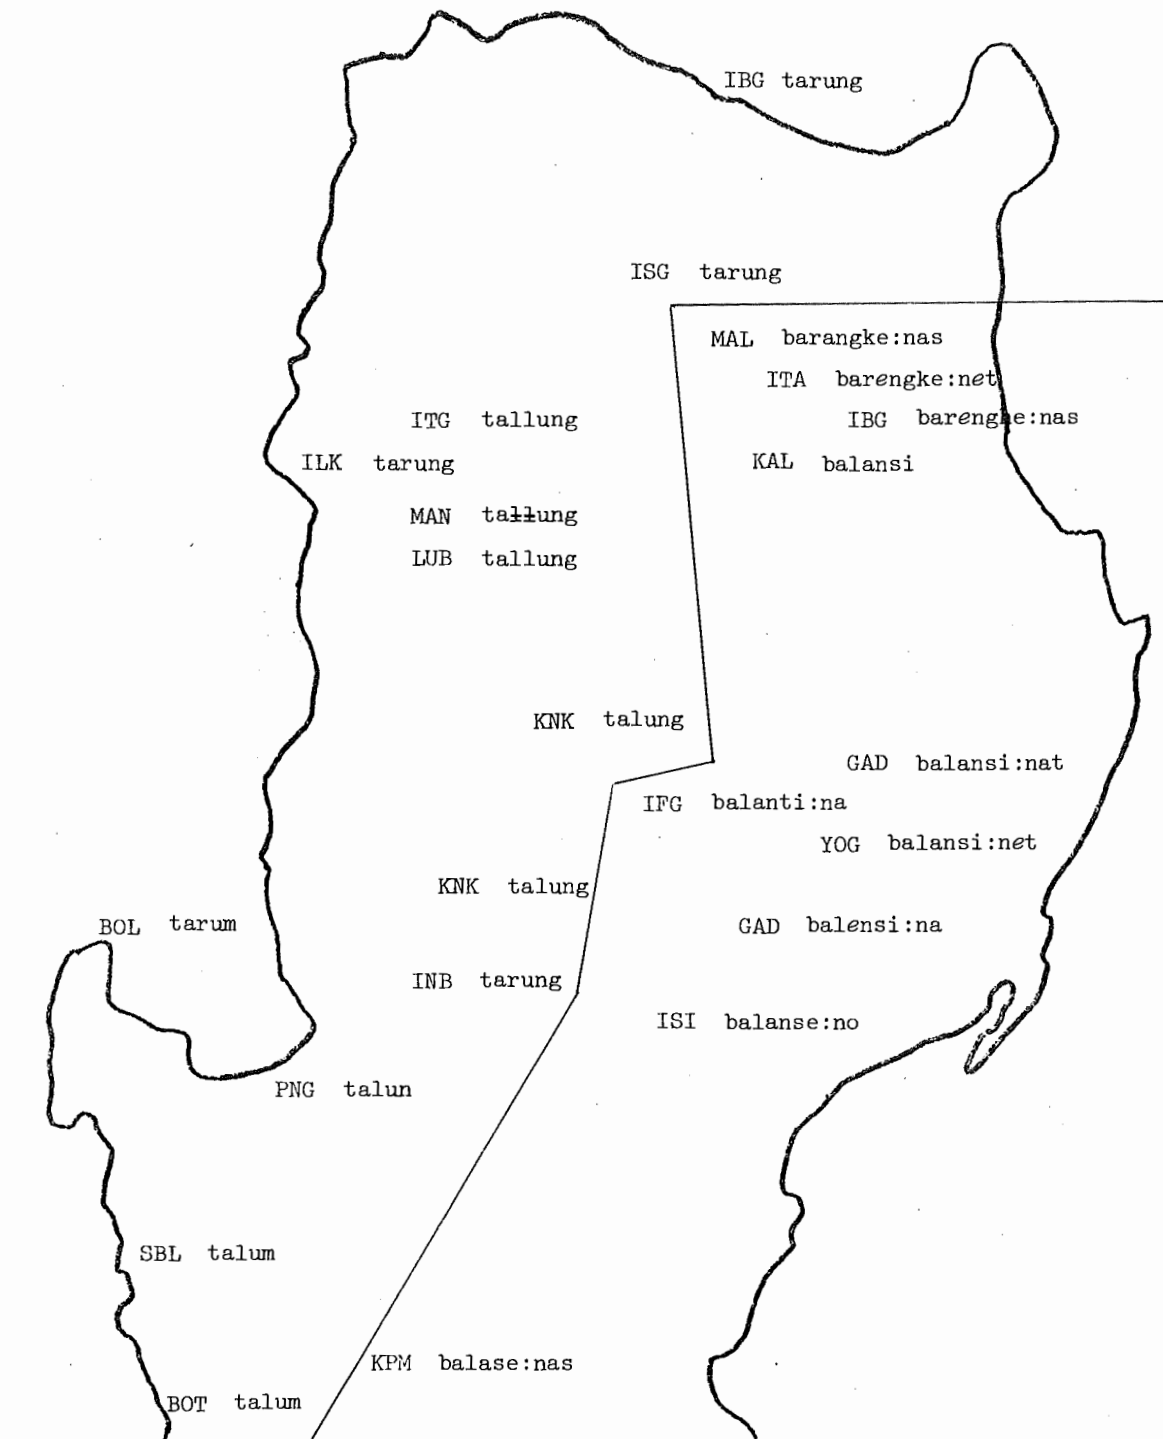 IBG tarung
ISG tarung
MAL barangke:nas
ITA barengke:net
ITG tallung
IBG barengke:nas
ILK tarung
KAL balansi
MAN taƚƚung
LUB tallung
KNK talung
GAD balansi:nat
IFG balanti:na
YOG balansi:net
KNK talung
BOL tarum
GAD balensi:na
INB tarung
ISI balanse:no
PNG talun
SBL talum
KPM balase:nas
BOT talum